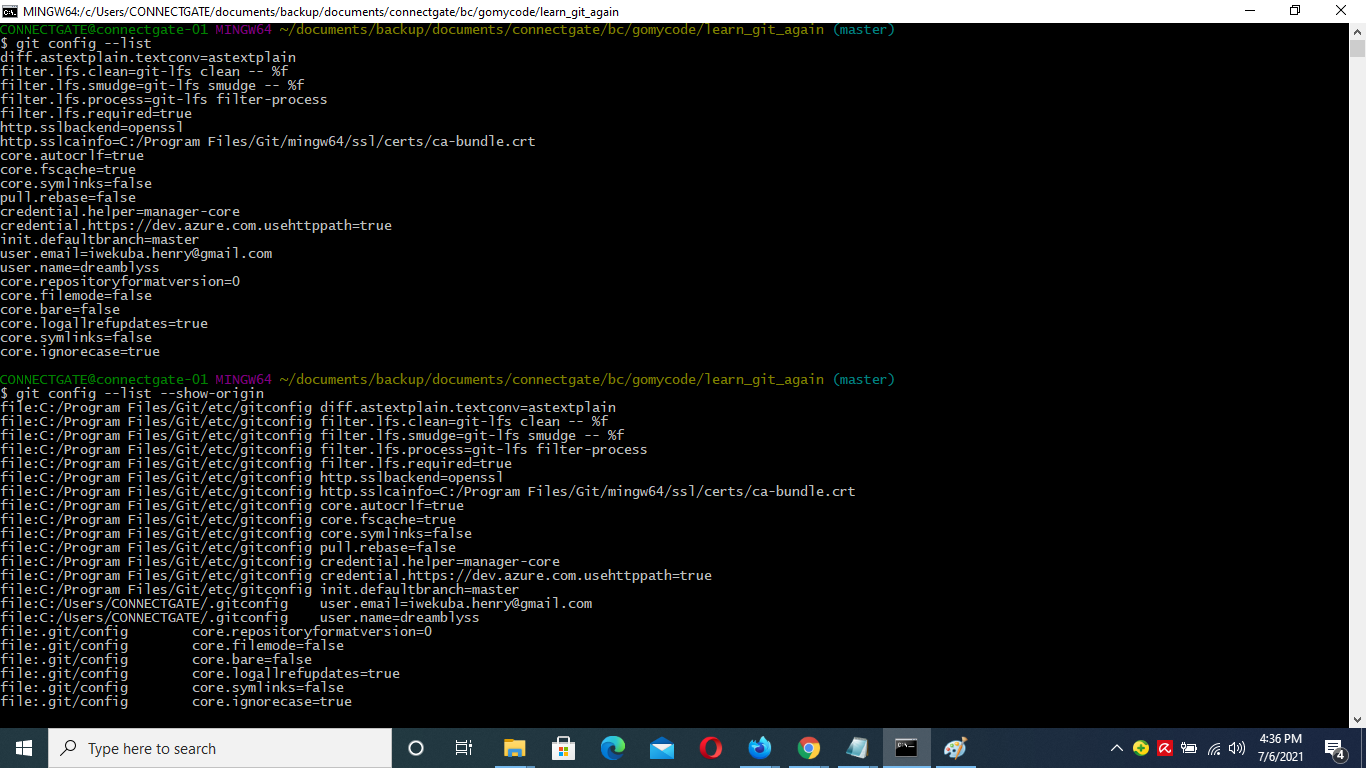 MINGW64:/c/Users/CONNECTGATE/documents/backup/documents/connectgate/bc/gomycode/learn_git_again
CONNECTGATE@connectgate-01 MINGW64 ~/documents/backup/documents/connectgate/bc/gomycode/learn_git_again (master)
$ git config --list
diff.astextplain.textconv=astextplain
filter.lfs.clean=git-lfs clean -- %f
filter.lfs.smudge=git-lfs smudge -- %f
filter.lfs.process=git-lfs filter-process
filter.lfs.required=true
http.sslbackend=openssl
http.sslcainfo=C:/Program Files/Git/mingw64/ssl/certs/ca-bundle.crt
core.autocrlf=true
core.fscache=true
core.symlinks=false
pull.rebase=false
credential.helper=manager-core
credential.https://dev.azure.com.usehttppath=true
init.defaultbranch=master
user.email=iwekuba.henry@gmail.com
user.name=dreamblyss
core.repositoryformatversion=0
core.filemode=false
core.bare=false
core.logallrefupdates=true
core.symlinks=false
core.ignorecase=true
CONNECTGATE@connectgate-01 MINGW64 ~/documents/backup/documents/connectgate/bc/gomycode/learn_git_again (master)
$ git config --list --show-origin
file:C:/Program Files/Git/etc/gitconfig diff.astextplain.textconv=astextplain
file:C:/Program Files/Git/etc/gitconfig filter.lfs.clean=git-lfs clean -- %f
file:C:/Program Files/Git/etc/gitconfig filter.lfs.smudge=git-lfs smudge -- %f
file:C:/Program Files/Git/etc/gitconfig filter.lfs.process=git-lfs filter-process
file:C:/Program Files/Git/etc/gitconfig filter.lfs.required=true
file:C:/Program Files/Git/etc/gitconfig http.sslbackend=openssl
file:C:/Program Files/Git/etc/gitconfig http.sslcainfo=C:/Program Files/Git/mingw64/ssl/certs/ca-bundle.crt
file:C:/Program Files/Git/etc/gitconfig core.autocrlf=true
file:C:/Program Files/Git/etc/gitconfig core.fscache=true
file:C:/Program Files/Git/etc/gitconfig core.symlinks=false
file:C:/Program Files/Git/etc/gitconfig pull.rebase=false
file:C:/Program Files/Git/etc/gitconfig credential.helper=manager-core
file:C:/Program Files/Git/etc/gitconfig credential.https://dev.azure.com.usehttppath=true
file:C:/Program Files/Git/etc/gitconfig init.defaultbranch=master
file:C:/Users/CONNECTGATE/.gitconfig    user.email=iwekuba.henry@gmail.com
file:C:/Users/CONNECTGATE/.gitconfig    user.name=dreamblyss
file:.git/config        core.repositoryformatversion=0
file:.git/config        core.filemode=false
file:.git/config        core.bare=false
file:.git/config        core.logallrefupdates=true
file:.git/config        core.symlinks=false
file:.git/config        core.ignorecase=true
Type here to search
4:36 PM
7/6/2021
4